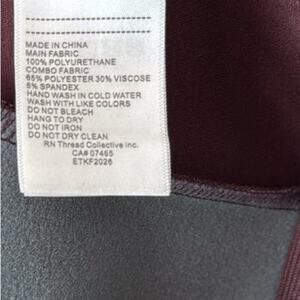 MADE IN CHINA
MAIN FABRIC
100% POLYURETHANE
COMBO FABRIC
65% POLYESTER 30% VISCOSE
5% SPANDEX
HAND WASH IN COLD WATER
WASH WITH LIKE COLORS
DO NOT BLEACH
HANG TO DRY
DO NOT IRON
DO NOT DRY CLEAN
RN Thread Collective Inc.
CA# 07465
ETKF2026